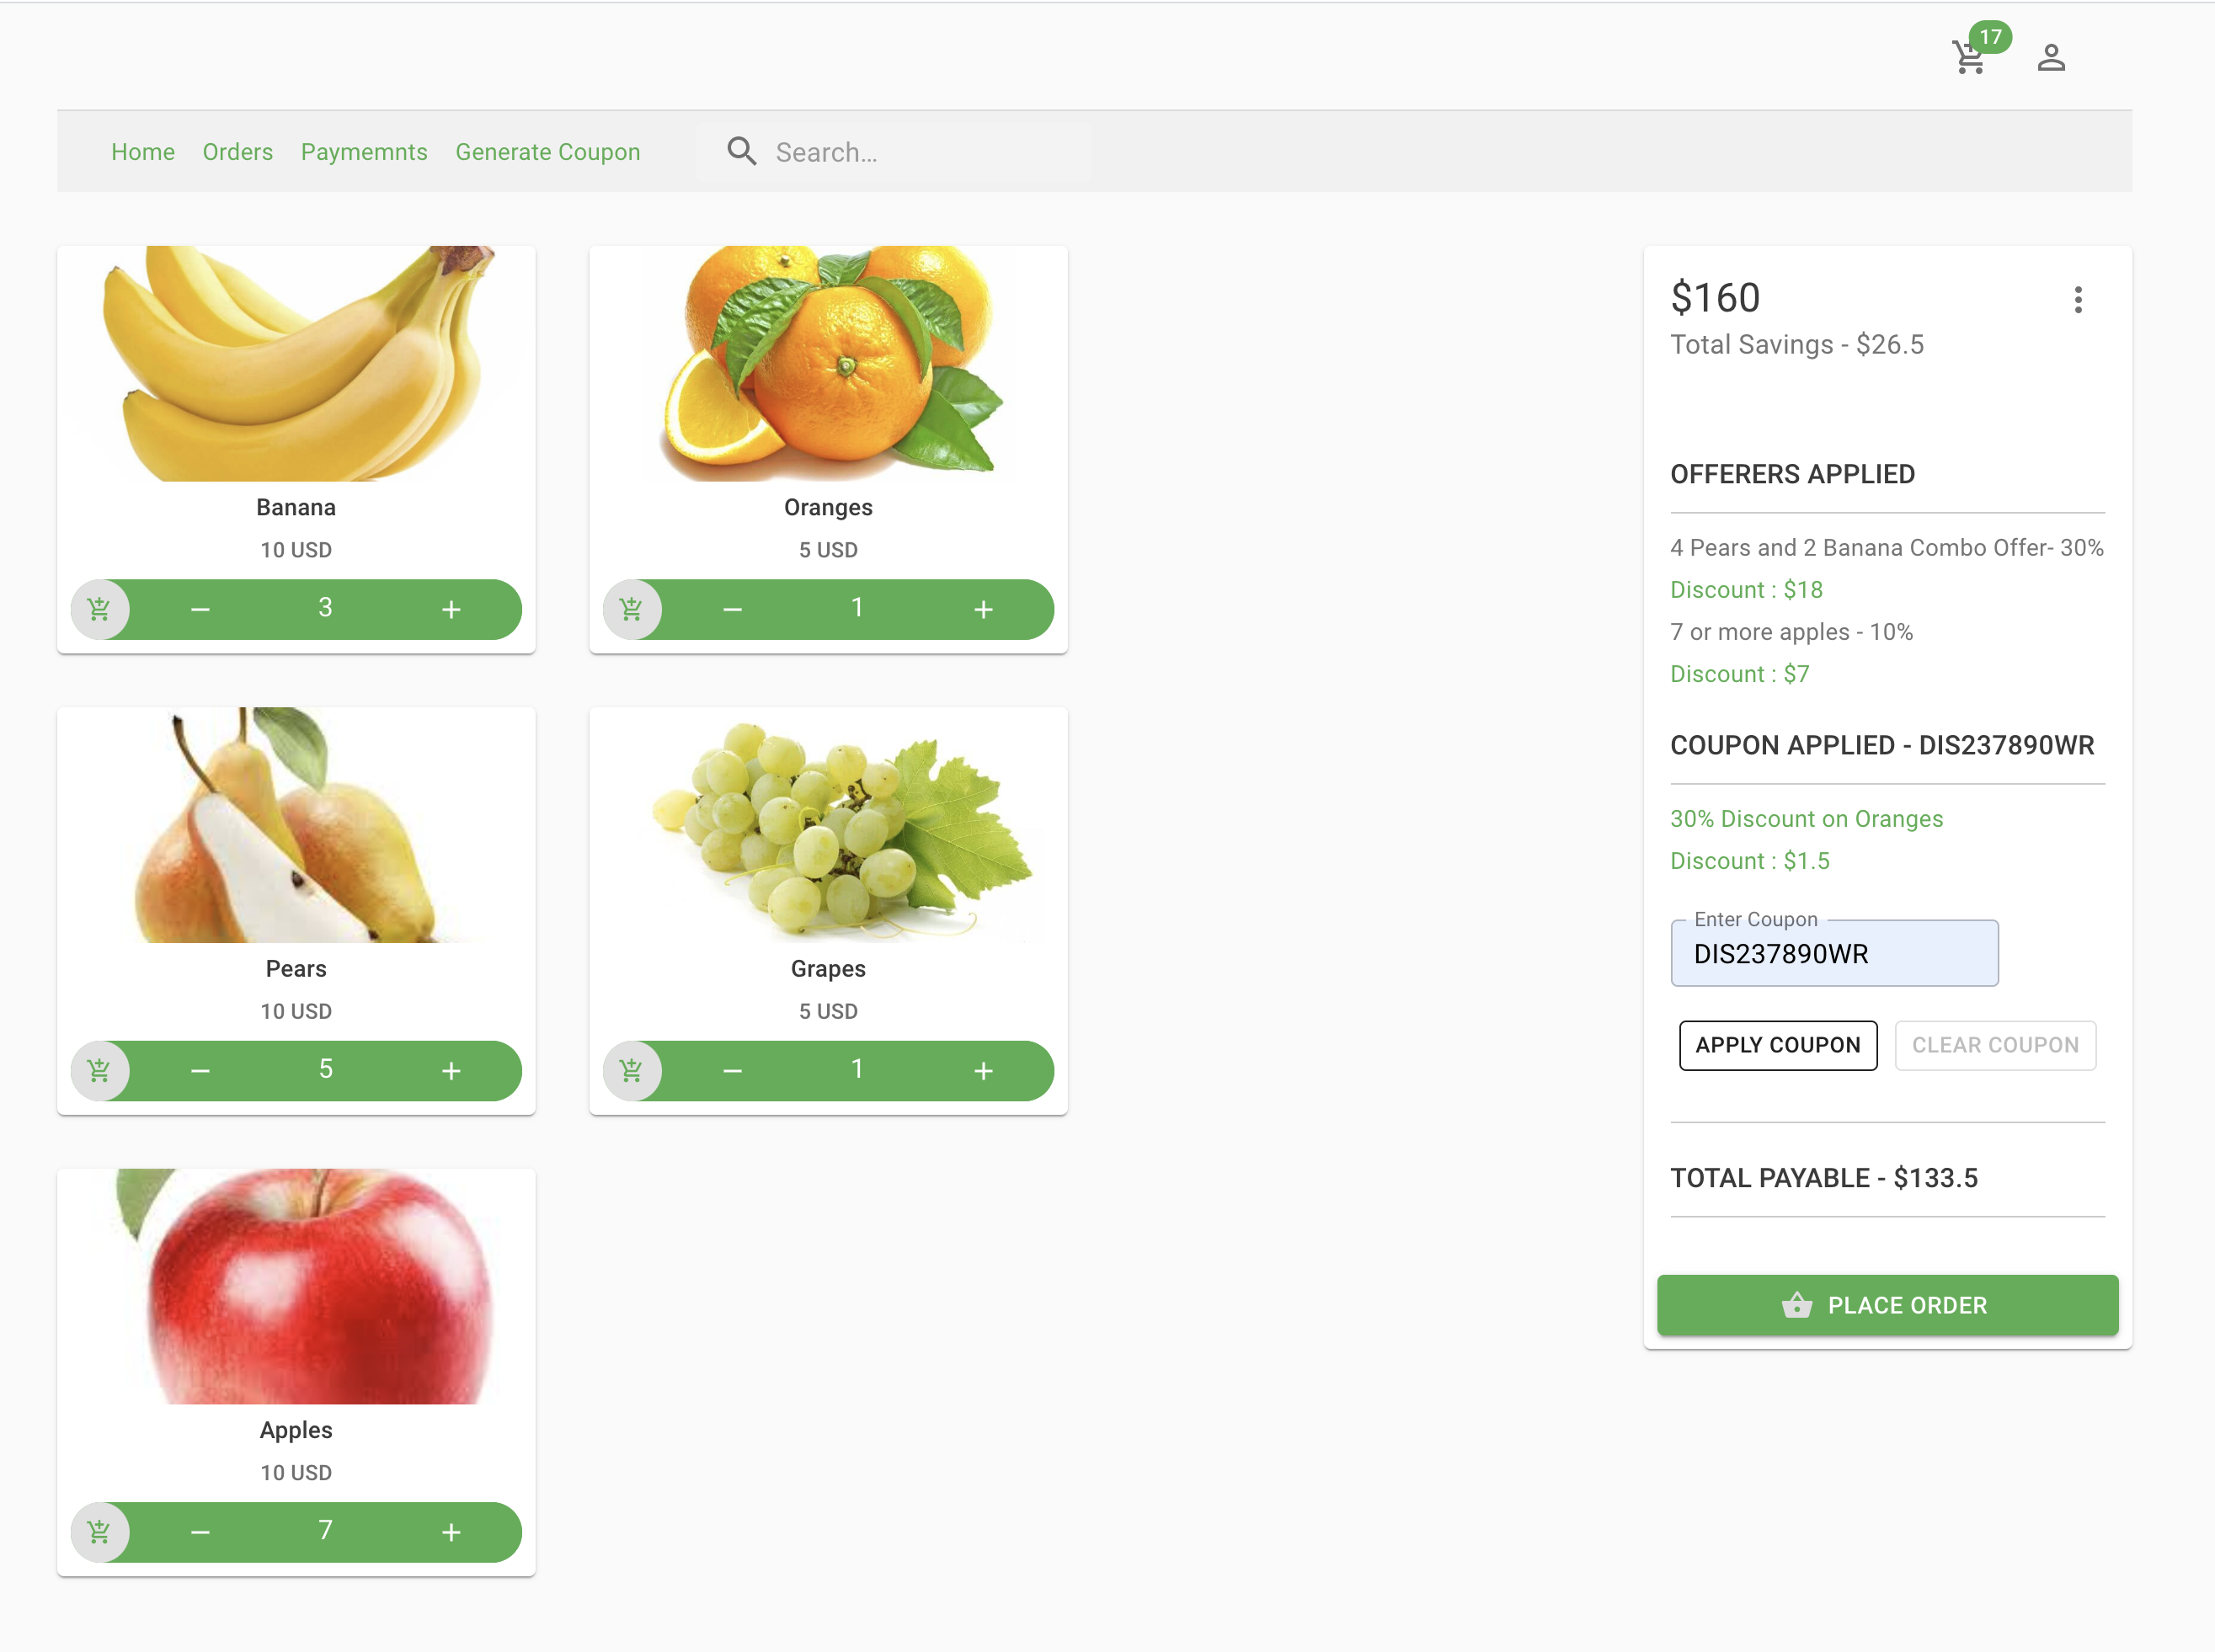 17
Home Orders Paymemnts Generate Coupon Search...
Banana
10 USD
3
Oranges
5 USD
1
Pears
10 USD
5
Grapes
5 USD
1
Apples
10 USD
7
$160
Total Savings - $26.5
OFFERERS APPLIED
4 Pears and 2 Banana Combo Offer- 30%
Discount : $18
7 or more apples - 10%
Discount : $7
COUPON APPLIED - DIS237890WR
30% Discount on Oranges
Discount : $1.5
Enter Coupon
DIS237890WR
APPLY COUPON CLEAR COUPON
TOTAL PAYABLE - $133.5
PLACE ORDER